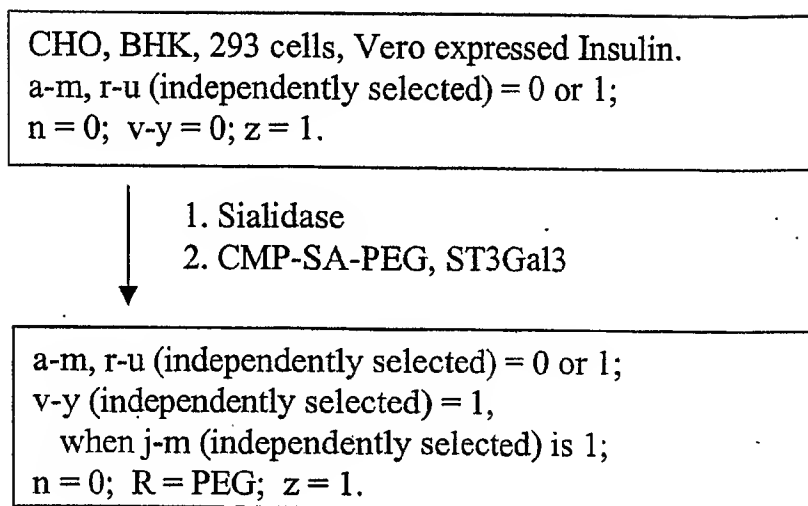 CHO, BHK, 293 cells, Vero expressed Insulin.
a-m, r-u (independently selected) = 0 or 1;
n = 0; v-y = 0; z = 1.
1. Sialidase
2. CMP-SA-PEG, ST3Gal3
a-m, r-u (independently selected) = 0 or 1;
v-y (independently selected) = 1,
when j-m (independently selected) is 1;
n = 0; R = PEG; z = 1.